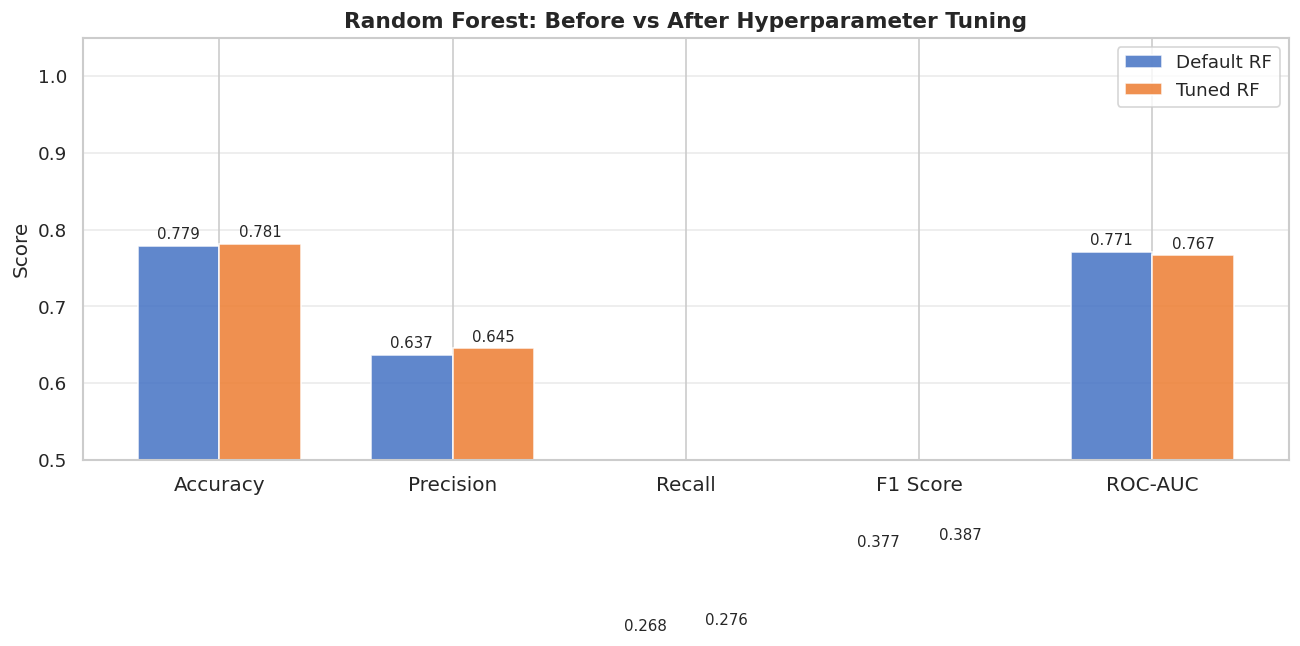 Random Forest: Before vs After Hyperparameter Tuning
Default RF
Tuned RF
Score
1.0
0.9
0.8
0.7
0.6
0.5
0.779
0.781
0.637
0.645
0.771
0.767
Accuracy
Precision
Recall
F1 Score
ROC-AUC
0.377
0.387
0.268
0.276